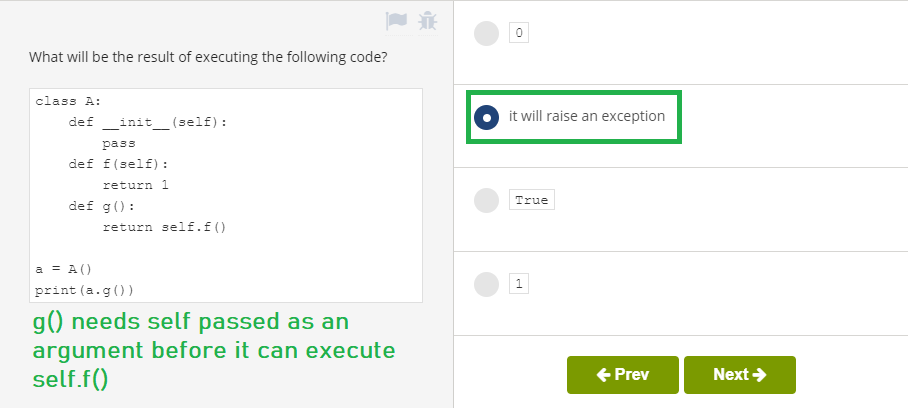 What will be the result of executing the following code?
class A:
    def __init__(self):
        pass
    def f(self):
        return 1
    def g():
        return self.f()
a = A()
print(a.g())
g() needs self passed as an
argument before it can execute
self.f()
0
it will raise an exception
True
1
Prev
Next